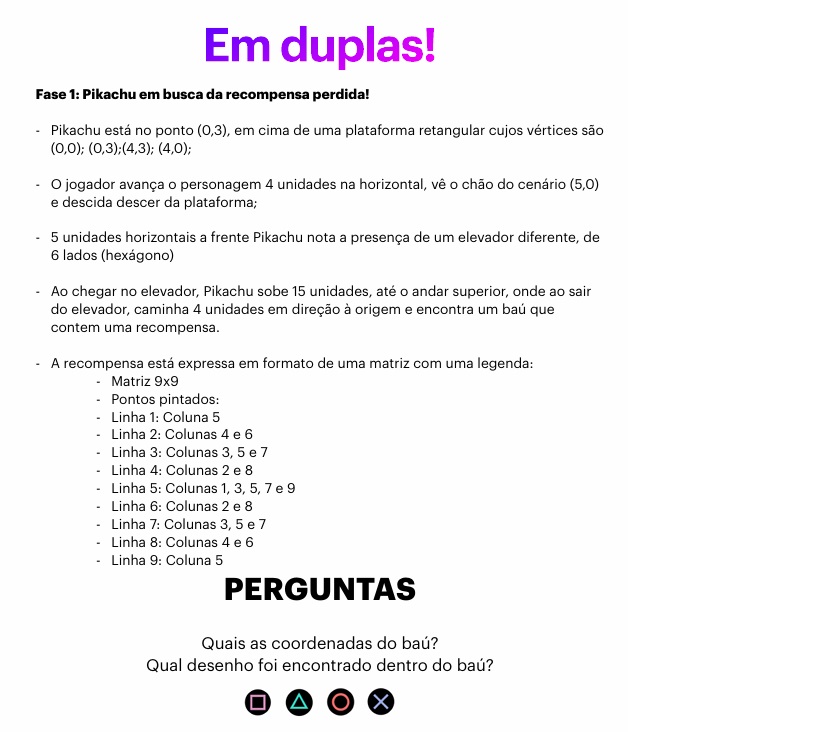 Em duplas!
Fase 1: Pikachu em busca da recompensa perdida!
- Pikachu está no ponto (0,3), em cima de uma plataforma retangular cujos vértices são
(0,0); (0,3);(4,3); (4,0);
- O jogador avança o personagem 4 unidades na horizontal, vê o chão do cenário (5,0)
e descida descer da plataforma;
- 5 unidades horizontais a frente Pikachu nota a presença de um elevador diferente, de
6 lados (hexágono)
- Ao chegar no elevador, Pikachu sobe 15 unidades, até o andar superior, onde ao sair
do elevador, caminha 4 unidades em direção à origem e encontra um baú que
contem uma recompensa.
- A recompensa está expressa em formato de uma matriz com uma legenda:
- Matriz 9x9
- Pontos pintados:
- Linha 1: Coluna 5
- Linha 2: Colunas 4 e 6
- Linha 3: Colunas 3, 5 e 7
- Linha 4: Colunas 2 e 8
- Linha 5: Colunas 1, 3, 5, 7 e 9
- Linha 6: Colunas 2 e 8
- Linha 7: Colunas 3, 5 e 7
- Linha 8: Colunas 4 e 6
- Linha 9: Coluna 5
PERGUNTAS
Quais as coordenadas do baú?
Qual desenho foi encontrado dentro do baú?